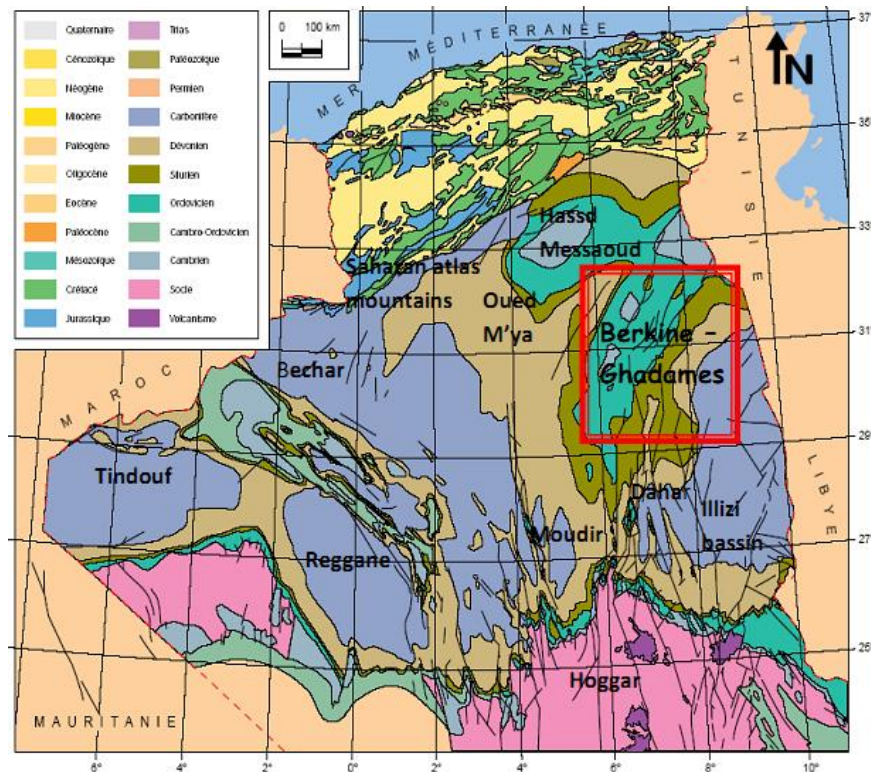 Quaternaire
Cénozoïque
Néogène
Miocène
Paléogène
Oligocène
Eocène
Paléocène
Mésozoïque
Crétacé
Jurassique
Trias
Paléozoïque
Permien
Carbonifère
Dévonien
Silurien
Ordovicien
Cambro-Ordovicien
Cambrien
Socle
Volcanisme
0 100 km
MER MÉDITERRANÉE
N
TUNISIE
37°
35°
33°
31°
29°
27°
25°
Hassd
Messaoud
Saharan atlas
mountains
Oued
M'ya
Berkine –
Ghadames
Bechar
MAROC
Tindouf
Reggane
Moudir
Dahar
Illizi
bassin
LIBYE
Hoggar
MAURITANIE
6° 4° 2° 0° 2° 4° 6° 8° 10°